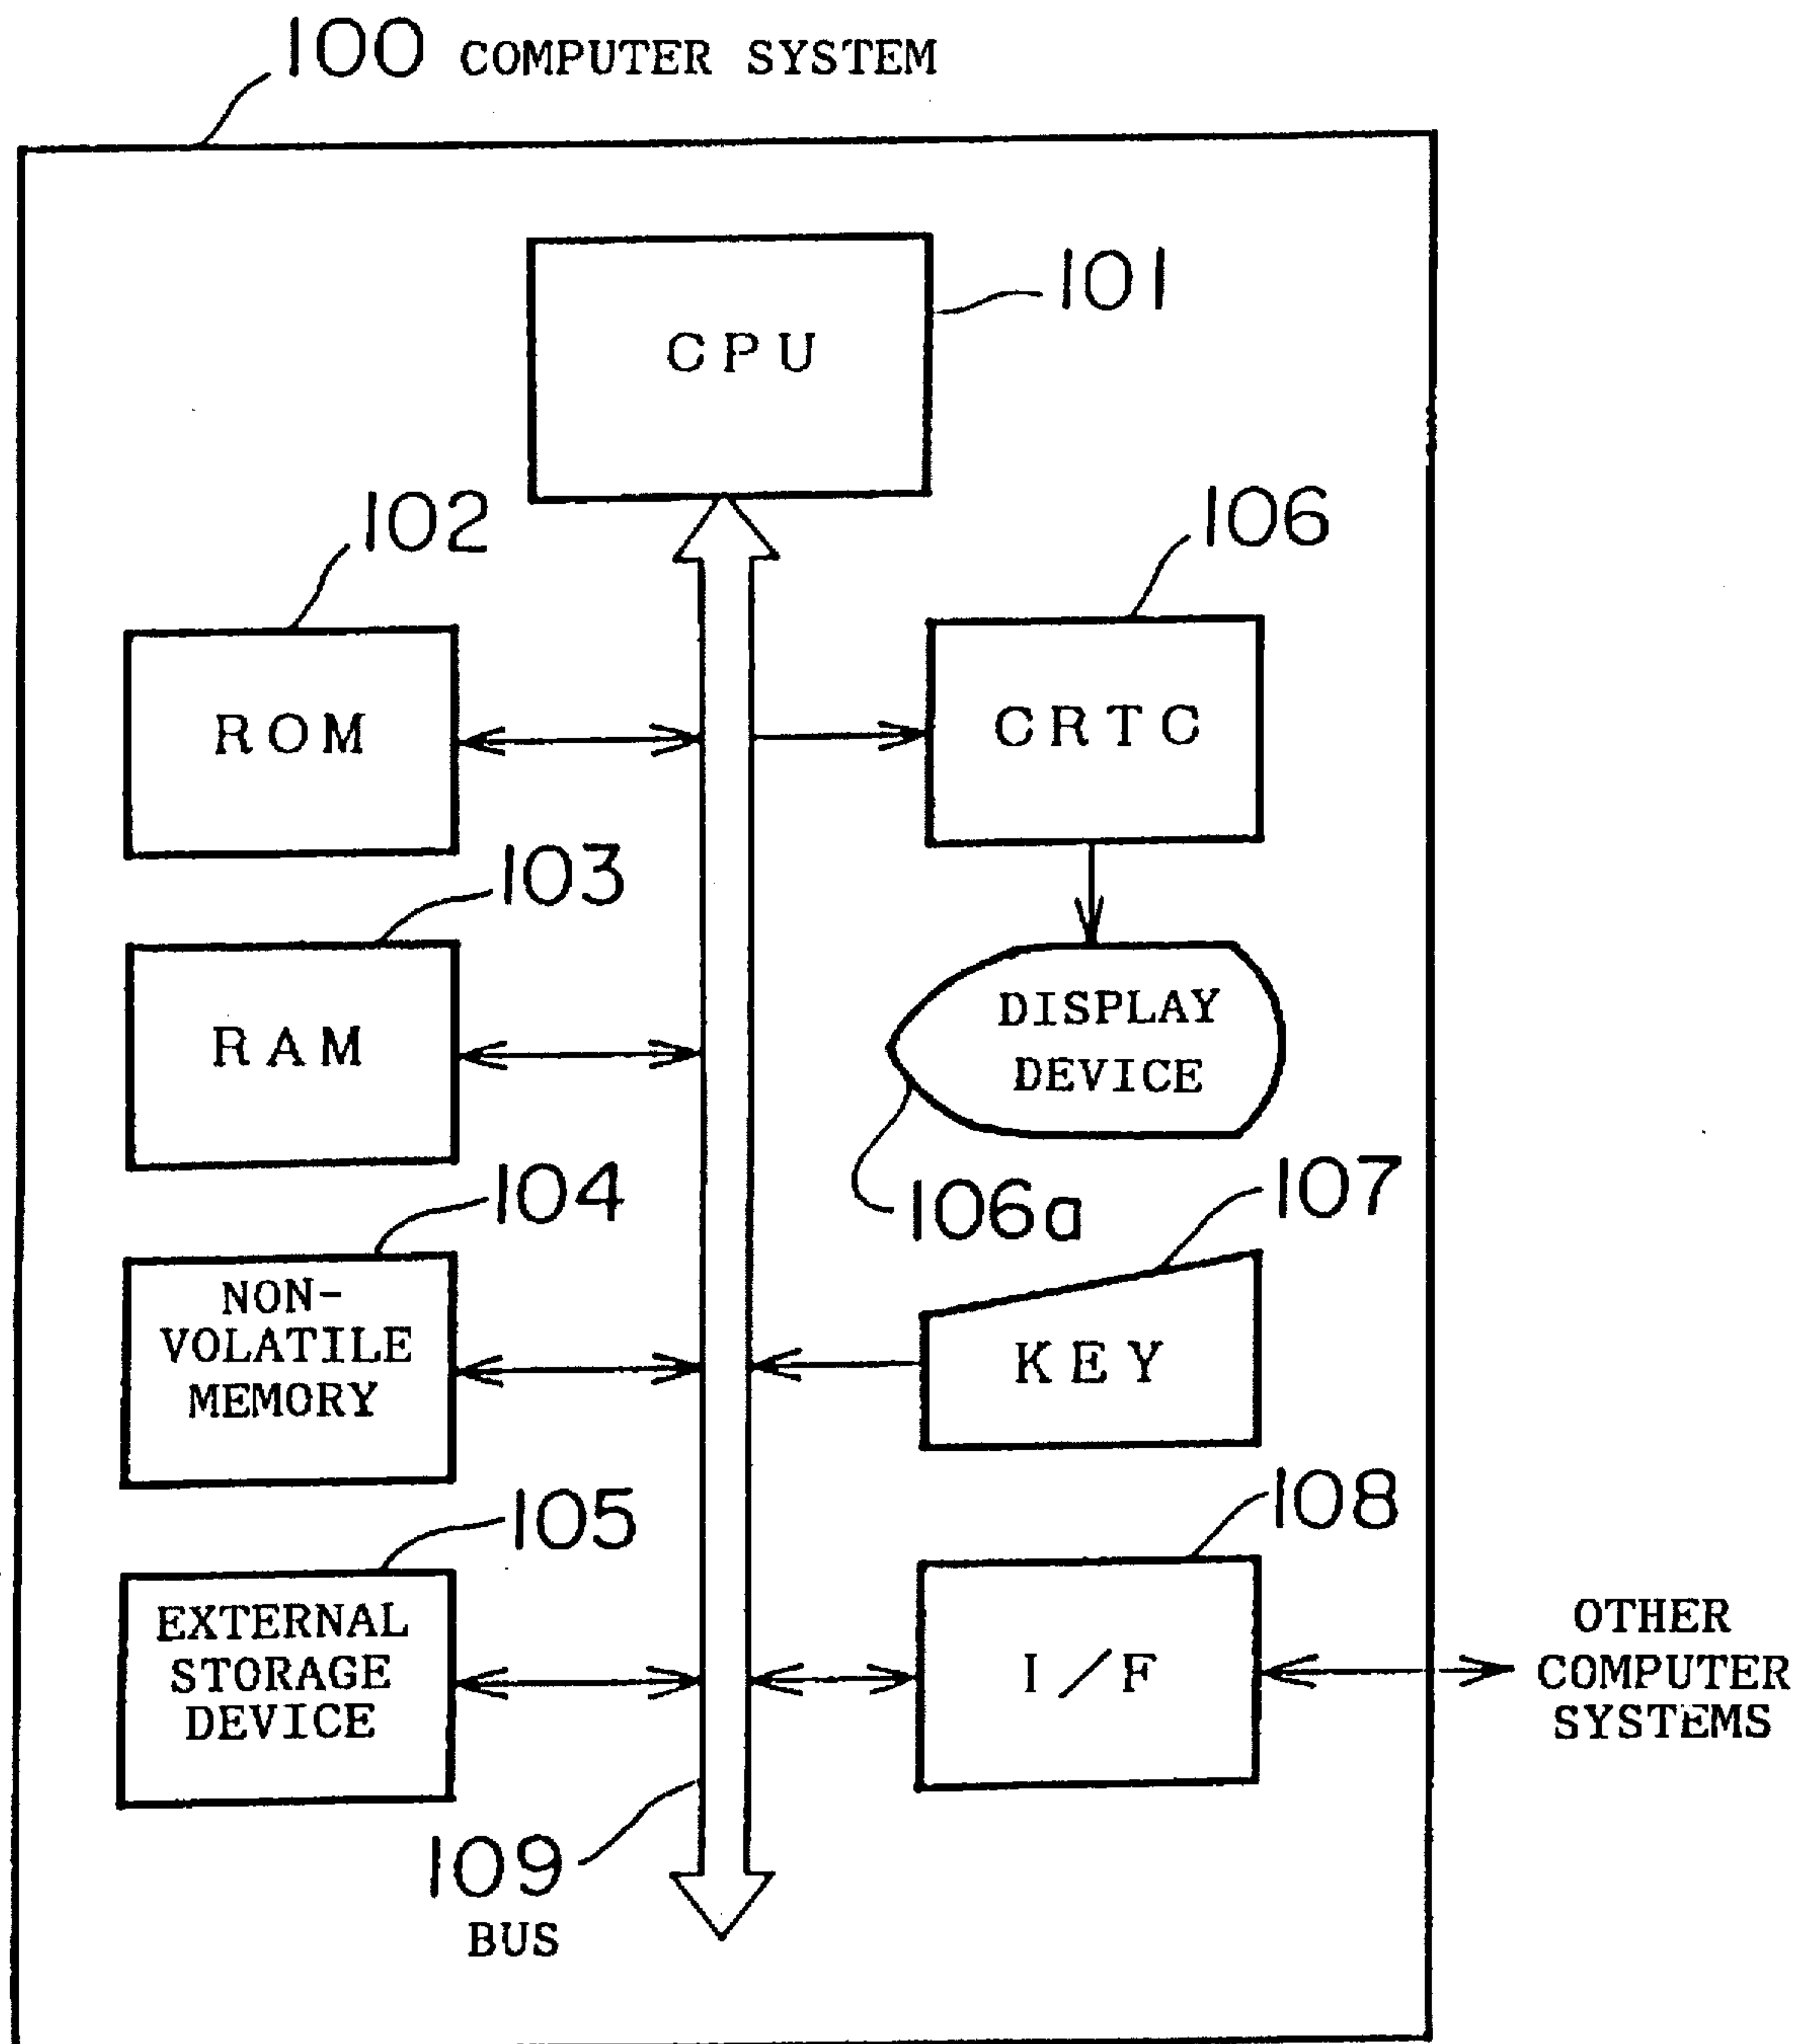 100 COMPUTER SYSTEM
101
CPU
102
106
ROM
CRTC
103
DISPLAY
DEVICE
RAM
106a
107
104
NON-
VOLATILE
MEMORY
KEY
105
108
EXTERNAL
STORAGE
DEVICE
I/F
OTHER
COMPUTER
SYSTEMS
109
BUS